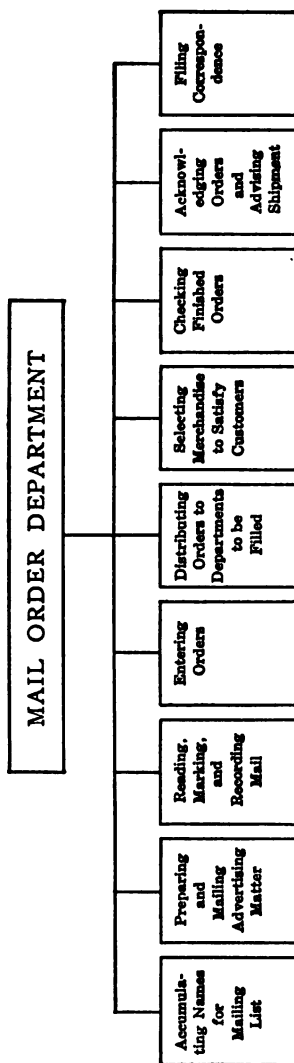 MAIL ORDER DEPARTMENT
Accumula-
ting Names
for
Mailing
List
Preparing
and
Mailing
Advertising
Matter
Reading,
Marking,
and
Recording
Mail
Entering
Orders
Distributing
Orders to
Departments
to be
Filled
Selecting
Merchandise
to Satisfy
Customers
Checking
Finished
Orders
Acknowl-
edging
Orders
and
Advising
Shipment
Filing
Correspon-
dence